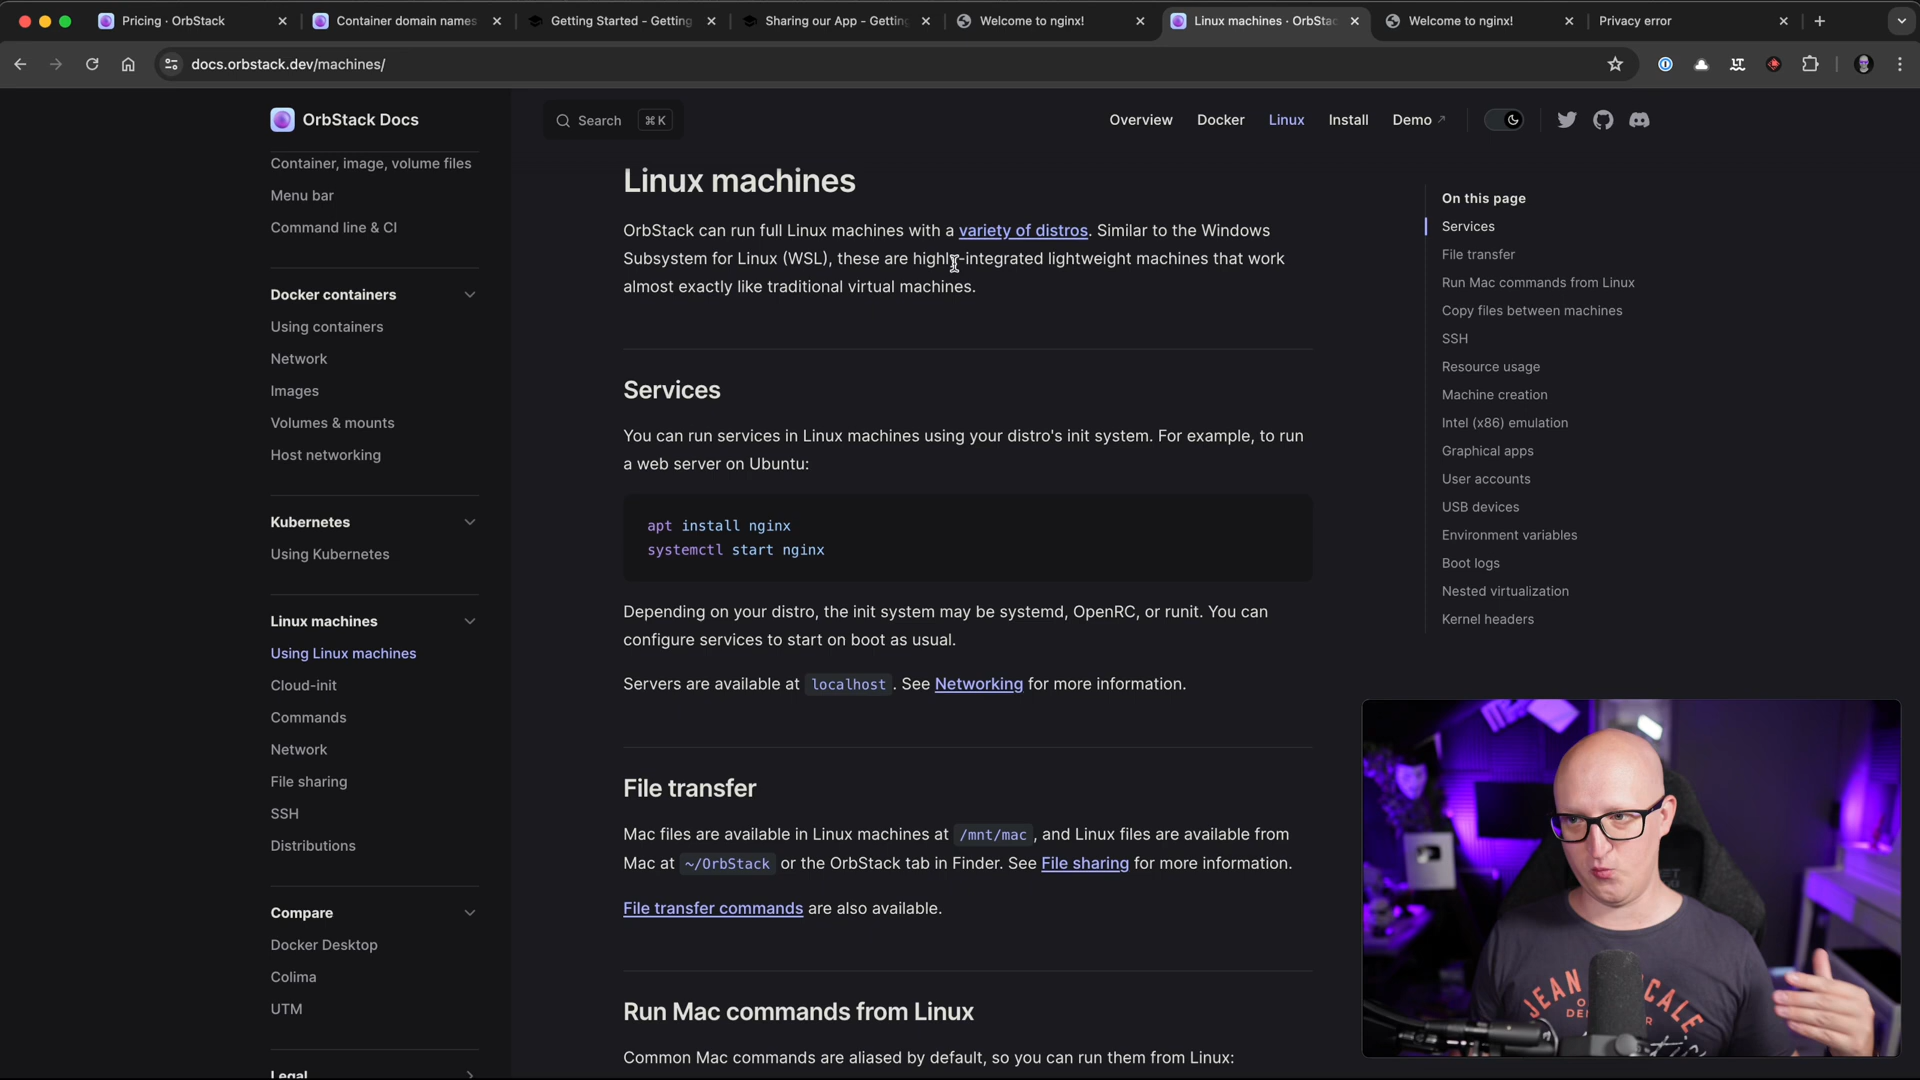 Pricing · OrbStack
Container domain names
Getting Started - Getting
Sharing our App - Getting
Welcome to nginx!
Linux machines · OrbStac
Welcome to nginx!
Privacy error
docs.orbstack.dev/machines/
OrbStack Docs
Search ⌘ K
Overview
Docker
Linux
Install
Demo ↗
Container, image, volume files
Menu bar
Command line & CI
Docker containers
Using containers
Network
Images
Volumes & mounts
Host networking
Kubernetes
Using Kubernetes
Linux machines
Using Linux machines
Cloud-init
Commands
Network
File sharing
SSH
Distributions
Compare
Docker Desktop
Colima
UTM
Legal
Linux machines
OrbStack can run full Linux machines with a variety of distros. Similar to the Windows
Subsystem for Linux (WSL), these are highly-integrated lightweight machines that work
almost exactly like traditional virtual machines.
Services
You can run services in Linux machines using your distro's init system. For example, to run
a web server on Ubuntu:
apt install nginx
systemctl start nginx
Depending on your distro, the init system may be systemd, OpenRC, or runit. You can
configure services to start on boot as usual.
Servers are available at localhost. See Networking for more information.
File transfer
Mac files are available in Linux machines at /mnt/mac, and Linux files are available from
Mac at ~/OrbStack or the OrbStack tab in Finder. See File sharing for more information.
File transfer commands are also available.
Run Mac commands from Linux
Common Mac commands are aliased by default, so you can run them from Linux:
On this page
Services
File transfer
Run Mac commands from Linux
Copy files between machines
SSH
Resource usage
Machine creation
Intel (x86) emulation
Graphical apps
User accounts
USB devices
Environment variables
Boot logs
Nested virtualization
Kernel headers
JEAN
CALE